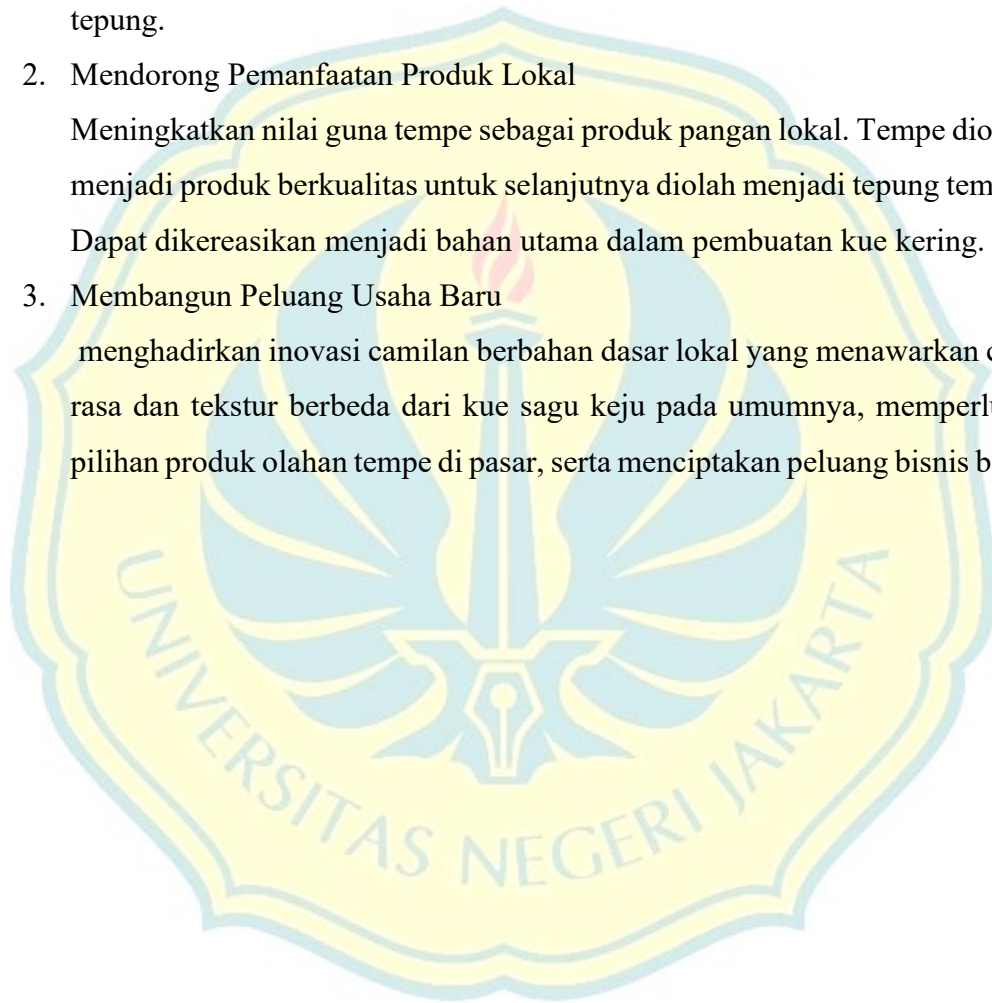 tepung.
2. Mendorong Pemanfaatan Produk Lokal
Meningkatkan nilai guna tempe sebagai produk pangan lokal. Tempe
menjadi produk berkualitas untuk selanjutnya diolah menjadi tepung
Dapat dikereasikan menjadi bahan utama dalam pembuatan kue kering.
3. Membangun Peluang Usaha Baru
menghadirkan inovasi camilan berbahan dasar lokal yang menawarkan
rasa dan tekstur berbeda dari kue sagu keju pada umumnya,
pilihan produk olahan tempe di pasar, serta menciptakan peluang bisnis
UNIVERSITAS NEGERI JAKARTA